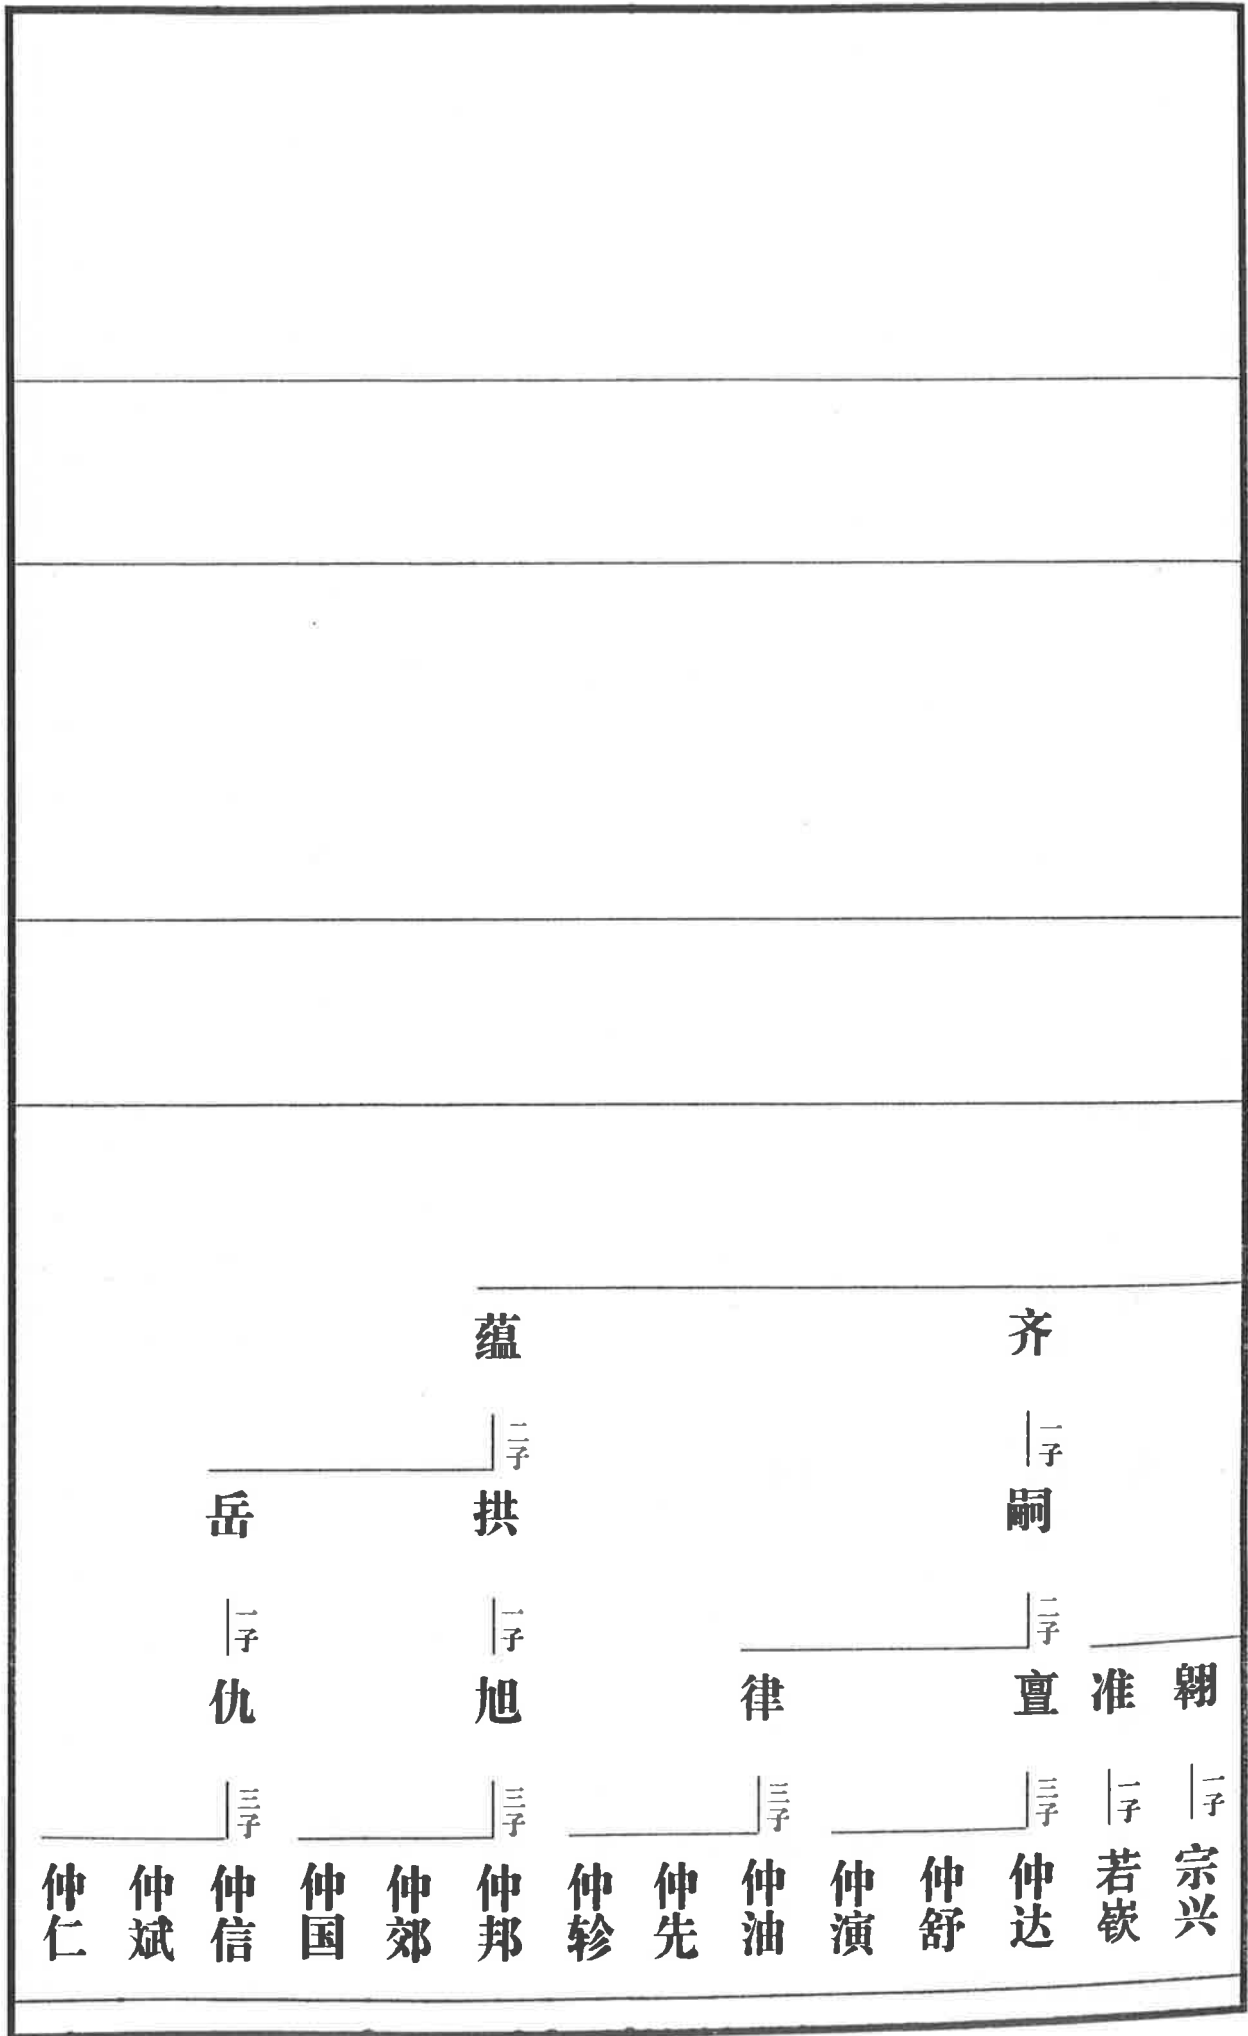 齐
蕴
一子
二子
嗣
拱
岳
二子
一子
一子
翱
准
亶
律
旭
仇
一子
一子
三子
三子
三子
三子
宗兴
若嵚
仲达
仲舒
仲演
仲油
仲先
仲轸
仲邦
仲郊
仲国
仲信
仲斌
仲仁